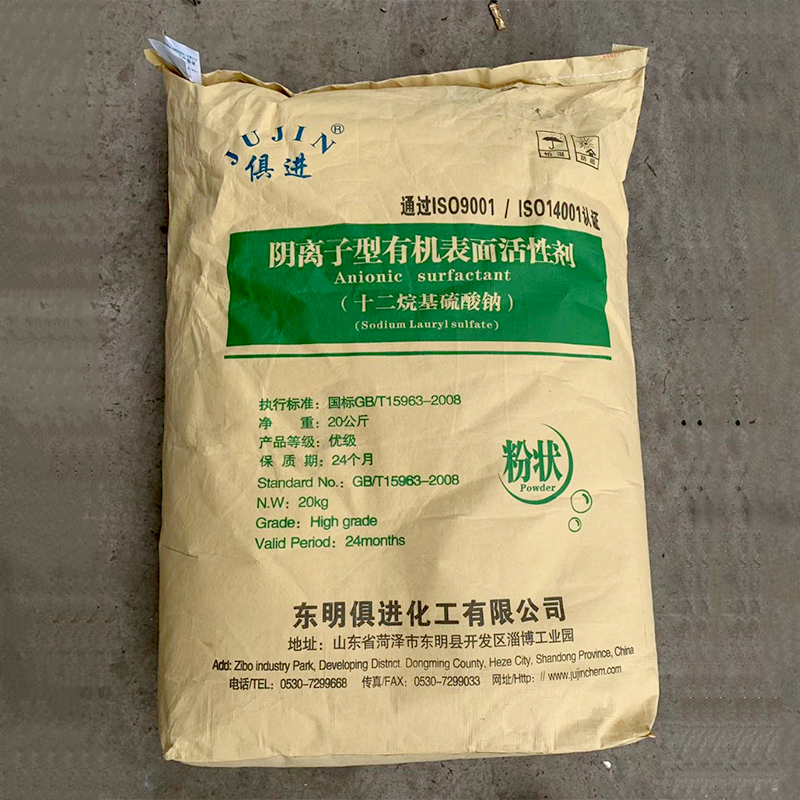 JUJIN®
俱进
怕湿
防晒
通过ISO9001 / ISO14001认证
阴离子型有机表面活性剂
Anionic surfactant
(十二烷基硫酸钠)
(Sodium Lauryl sulfate)
执行标准：国标GB/T15963-2008
净 重：20公斤
产品等级：优级
保 质 期：24个月
Standard No.: GB/T15963-2008
N.W：20kg
Grade：High grade
Valid Period：24months
粉状
Powder
东明俱进化工有限公司
地址：山东省菏泽市东明县开发区淄博工业园
Add: Zibo industry Park, Developing District. Dongming County, Heze City, Shandong Province, China
电话/TEL：0530-7299668 传真/FAX：0530-7299033 网址/Http：// www.jujinchem.com